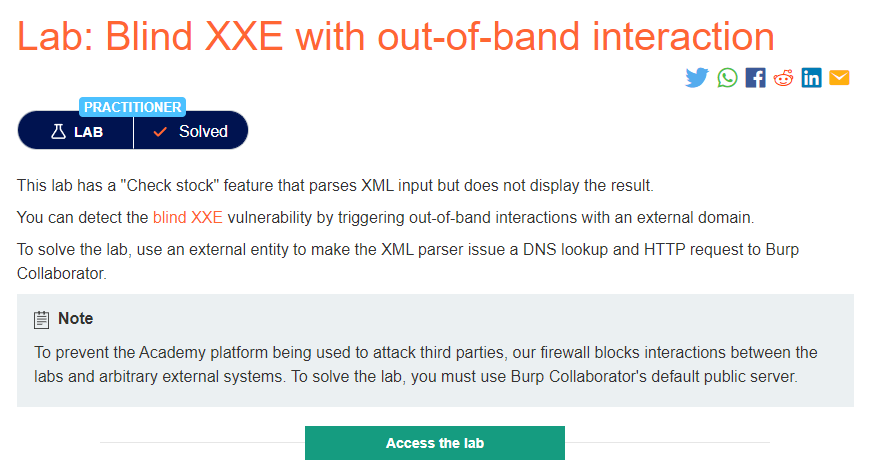 Lab: Blind XXE with out-of-band interaction
in
PRACTITIONER
LAB
Solved
This lab has a "Check stock" feature that parses XML input but does not display the result.
You can detect the blind XXE vulnerability by triggering out-of-band interactions with an external domain.
To solve the lab, use an external entity to make the XML parser issue a DNS lookup and HTTP request to Burp
Collaborator.
Note
To prevent the Academy platform being used to attack third parties, our firewall blocks interactions between the
labs and arbitrary external systems. To solve the lab, you must use Burp Collaborator's default public server.
Access the lab